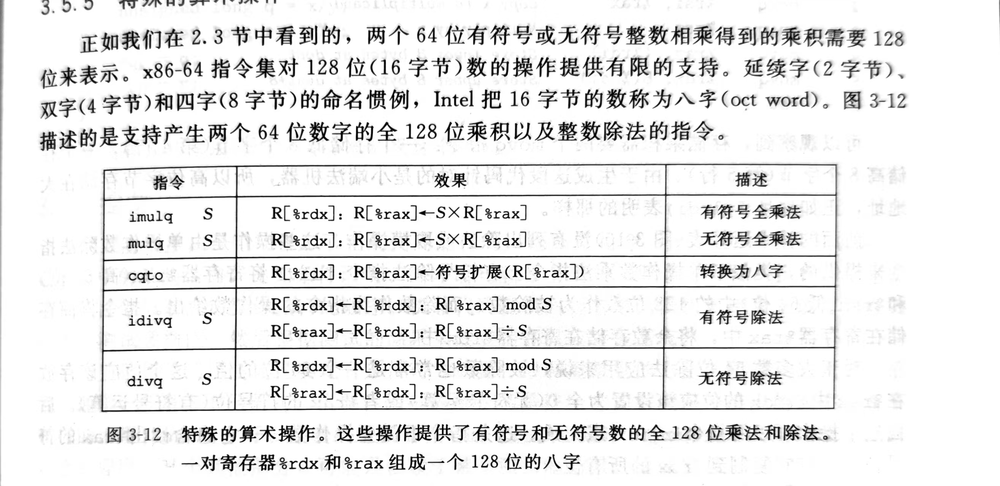 3.5.5 特殊的算术操作
正如我们在 2.3 节中看到的，两个 64 位有符号或无符号整数相乘得到的乘积需要 128
位来表示。x86-64 指令集对 128 位(16 字节)数的操作提供有限的支持。延续字(2 字节)、
双字(4 字节)和四字(8 字节)的命名惯例，Intel 把 16 字节的数称为八字(oct word)。图 3-12
描述的是支持产生两个 64 位数字的全 128 位乘积以及整数除法的指令。
指令 效果 描述
imulq S R[%rdx]：R[%rax]←S×R[%rax] 有符号全乘法
mulq S R[%rdx]：R[%rax]←S×R[%rax] 无符号全乘法
cqto R[%rdx]：R[%rax]←符号扩展(R[%rax]) 转换为八字
idivq S R[%rdx]←R[%rdx]：R[%rax] mod S 有符号除法
R[%rax]←R[%rdx]：R[%rax]÷S
divq S R[%rdx]←R[%rdx]：R[%rax] mod S 无符号除法
R[%rax]←R[%rdx]：R[%rax]÷S
图 3-12 特殊的算术操作。这些操作提供了有符号和无符号数的全 128 位乘法和除法。
一对寄存器%rdx 和%rax 组成一个 128 位的八字